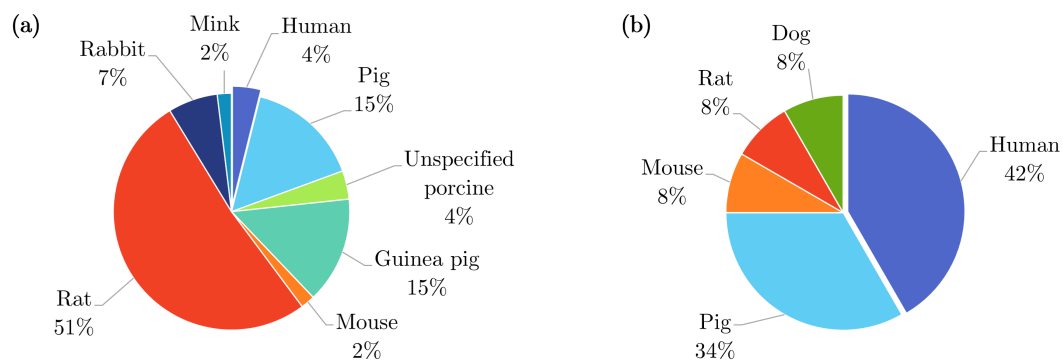 (a)
Mink
2%
Human
4%
Rabbit
7%
Pig
15%
Unspecified
porcine
4%
Guinea pig
15%
Mouse
2%
Rat
51%
(b)
Dog
8%
Rat
8%
Human
42%
Mouse
8%
Pig
34%